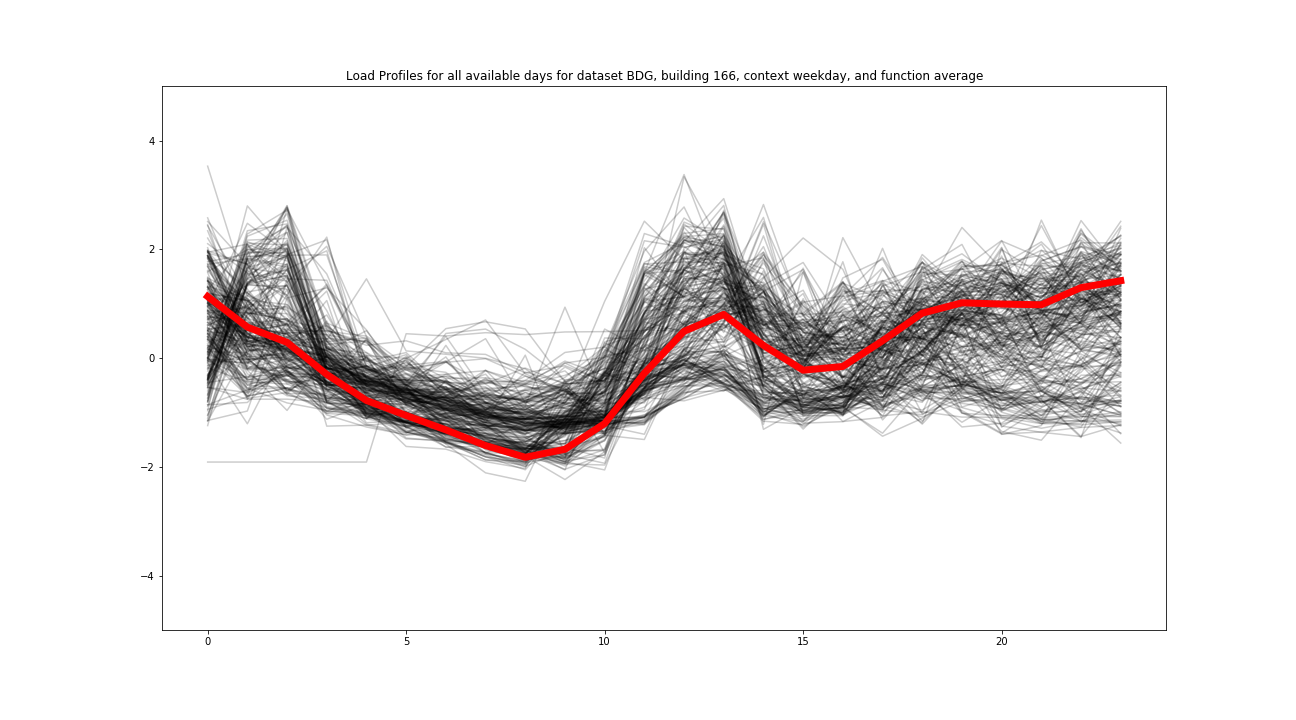 Load Profiles for all available days for dataset BDG, building 166, context weekday, and function average
4
2
0
−2
−4
0 5 10 15 20